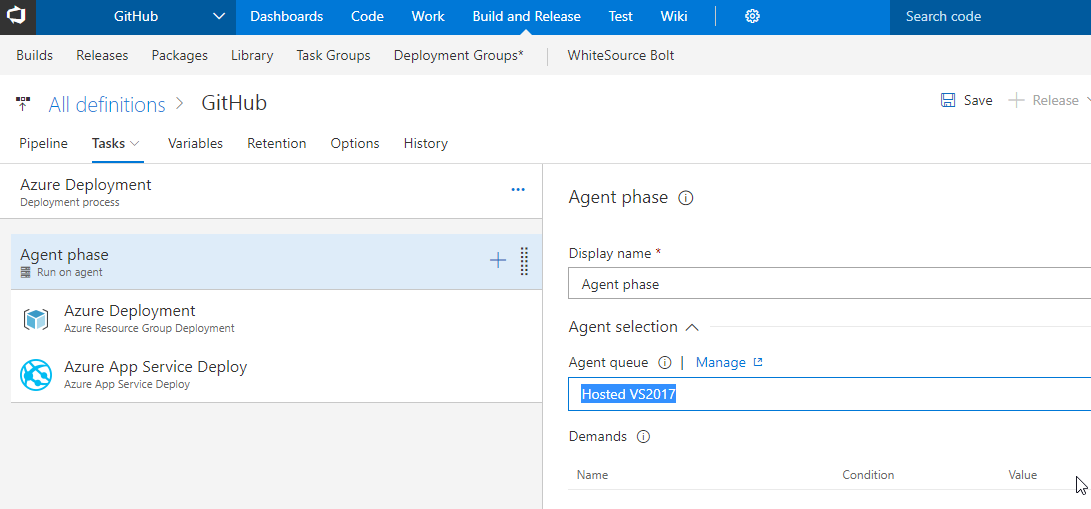 GitHub Dashboards Code Work Build and Release Test Wiki Search code
Builds Releases Packages Library Task Groups Deployment Groups* WhiteSource Bolt
All definitions > GitHub Save Release
Pipeline Tasks Variables Retention Options History
Azure Deployment
Deployment process
Agent phase
Run on agent
Azure Deployment
Azure Resource Group Deployment
Azure App Service Deploy
Azure App Service Deploy
Agent phase
Display name *
Agent phase
Agent selection
Agent queue | Manage
Hosted VS2017
Demands
Name Condition Value